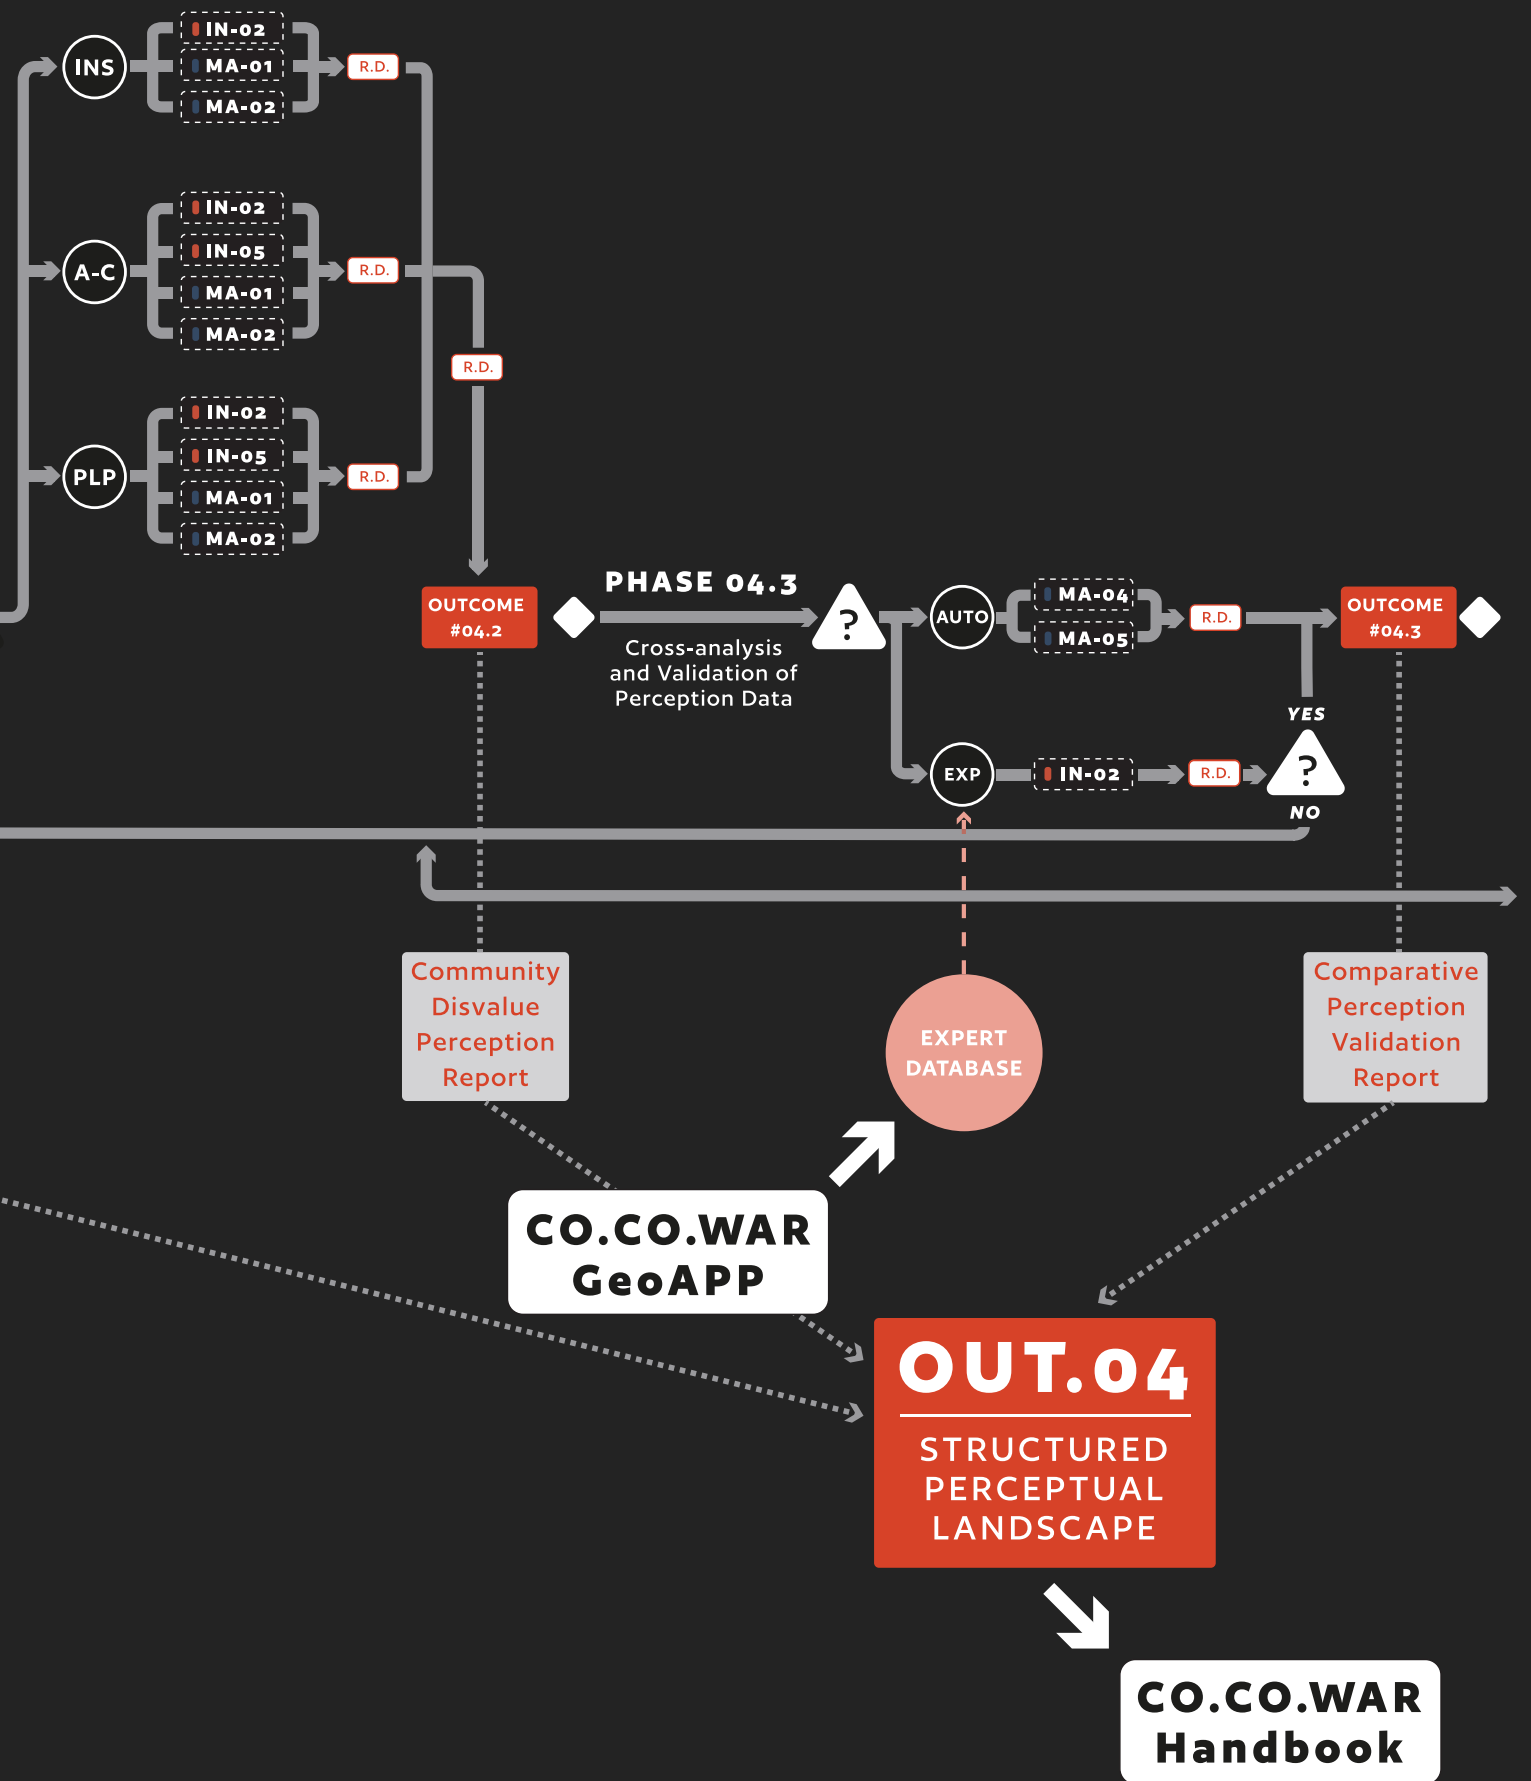 INS
IN-02
MA-01
MA-02
R.D.
A-C
IN-02
IN-05
MA-01
MA-02
R.D.
R.D.
PLP
IN-02
IN-05
MA-01
MA-02
R.D.
OUTCOME
#04.2
PHASE 04.3
Cross-analysis
and Validation of
Perception Data
?
AUTO
MA-04
MA-05
R.D.
OUTCOME
#04.3
YES
EXP
IN-02
R.D.
?
NO
Community
Disvalue
Perception
Report
EXPERT
DATABASE
Comparative
Perception
Validation
Report
CO.CO.WAR
GeoAPP
OUT.04
STRUCTURED
PERCEPTUAL
LANDSCAPE
CO.CO.WAR
Handbook